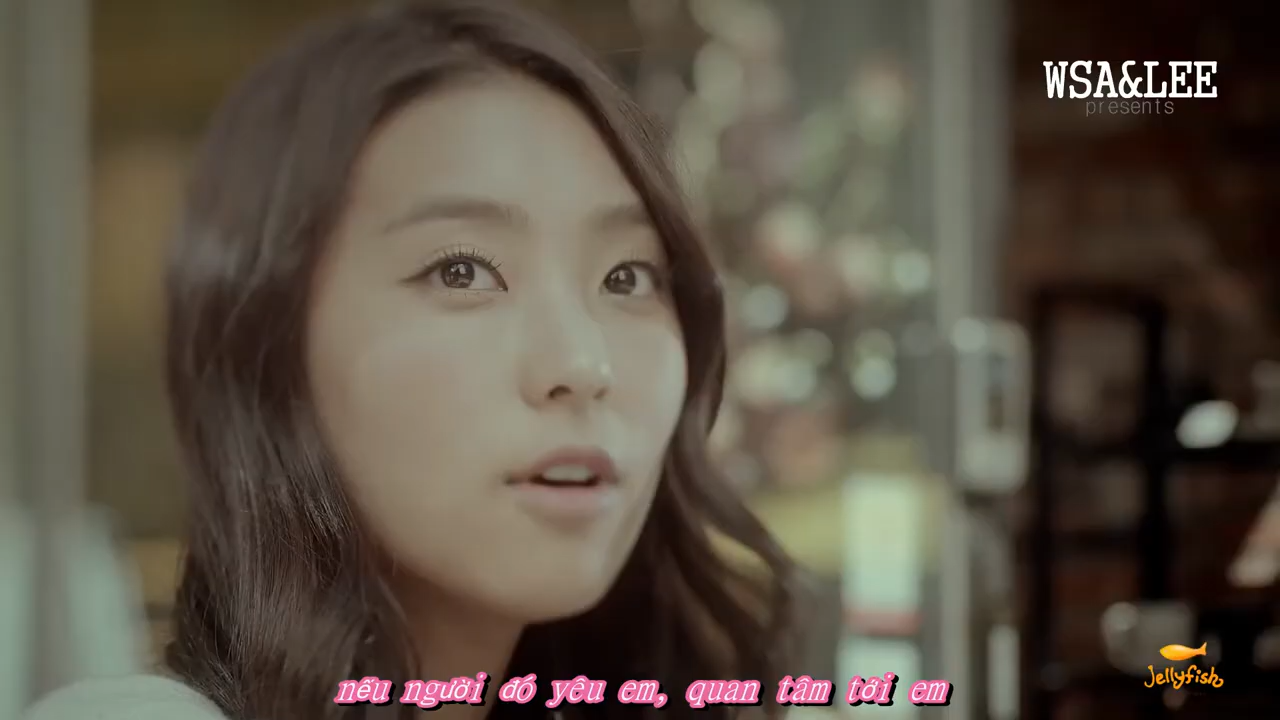 WSA&LEE
presents
Jellyfish
nếu người đó yêu em, quan tâm tới em